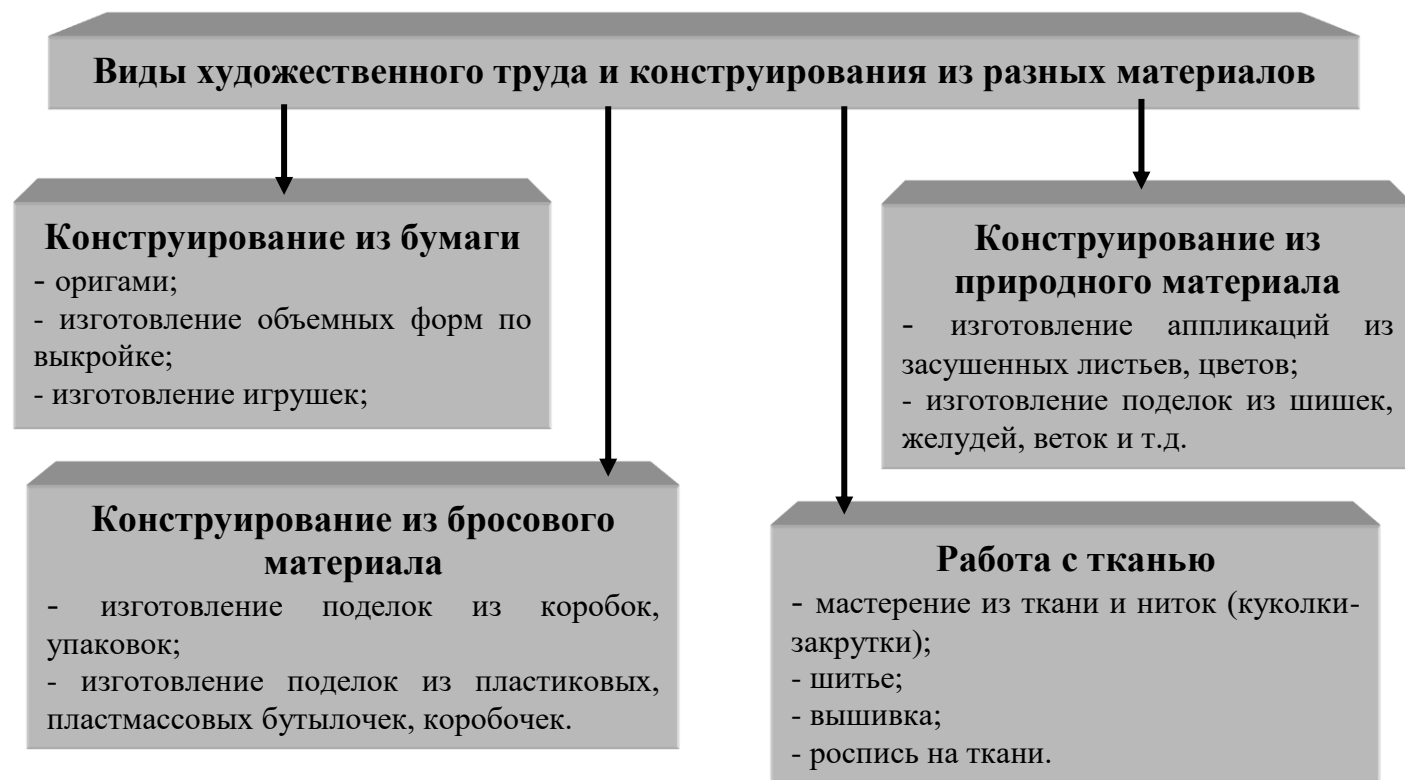 Виды художественного труда и конструирования из разных материалов
Конструирование из бумаги
- оригами;
- изготовление объемных форм по
выкройке;
- изготовление игрушек;
Конструирование из
природного материала
- изготовление аппликаций из
засушенных листьев, цветов;
- изготовление поделок из шишек,
желудей, веток и т.д.
Конструирование из бросового
материала
- изготовление поделок из коробок,
упаковок;
- изготовление поделок из пластиковых,
пластмассовых бутылочек, коробочек.
Работа с тканью
- мастерение из ткани и ниток (куколки-
закрутки);
- шитье;
- вышивка;
- роспись на ткани.